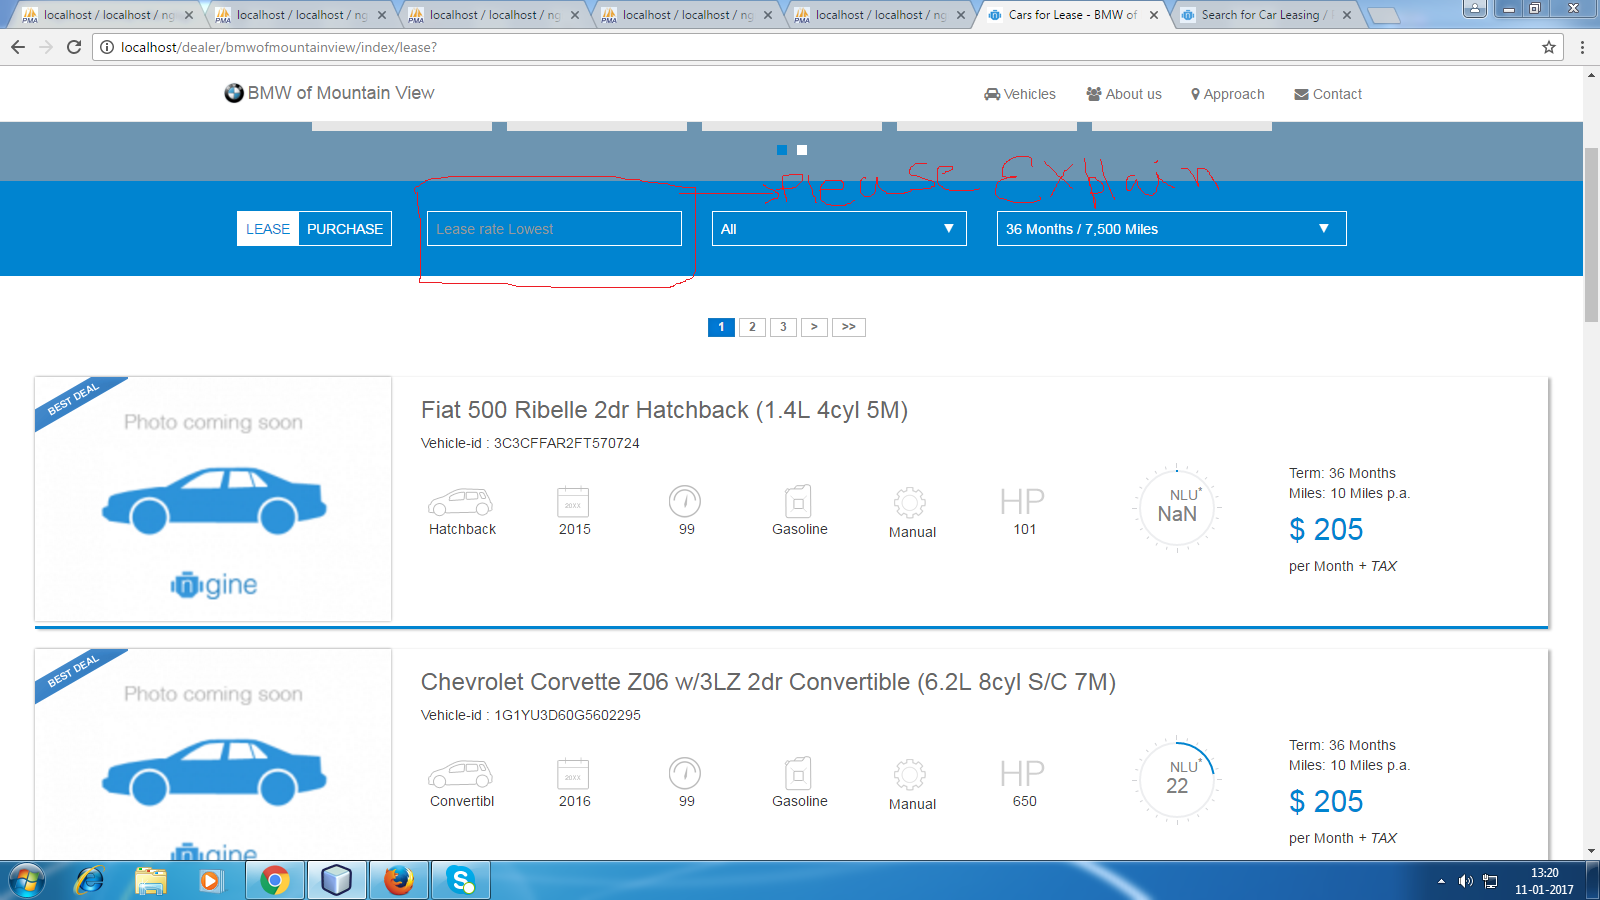 localhost / localhost / ng
localhost / localhost / ng
localhost / localhost / ng
localhost / localhost / ng
localhost / localhost / ng
Cars for Lease - BMW of
Search for Car Leasing /
localhost/dealer/bmwofmountainview/index/lease?
BMW of Mountain View
Vehicles
About us
Approach
Contact
Please Explain
LEASE PURCHASE
Lease rate Lowest
All
36 Months / 7,500 Miles
1 2 3 > >>
BEST DEAL
Photo coming soon
ngine
Fiat 500 Ribelle 2dr Hatchback (1.4L 4cyl 5M)
Vehicle-id : 3C3CFFAR2FT570724
20XX
HP
Hatchback 2015 99 Gasoline Manual 101
NLU*
NaN
Term: 36 Months
Miles: 10 Miles p.a.
$ 205
per Month + TAX
BEST DEAL
Photo coming soon
ngine
Chevrolet Corvette Z06 w/3LZ 2dr Convertible (6.2L 8cyl S/C 7M)
Vehicle-id : 1G1YU3D60G5602295
20XX
HP
Convertibl 2016 99 Gasoline Manual 650
NLU*
22
Term: 36 Months
Miles: 10 Miles p.a.
$ 205
per Month + TAX
13:20
11-01-2017